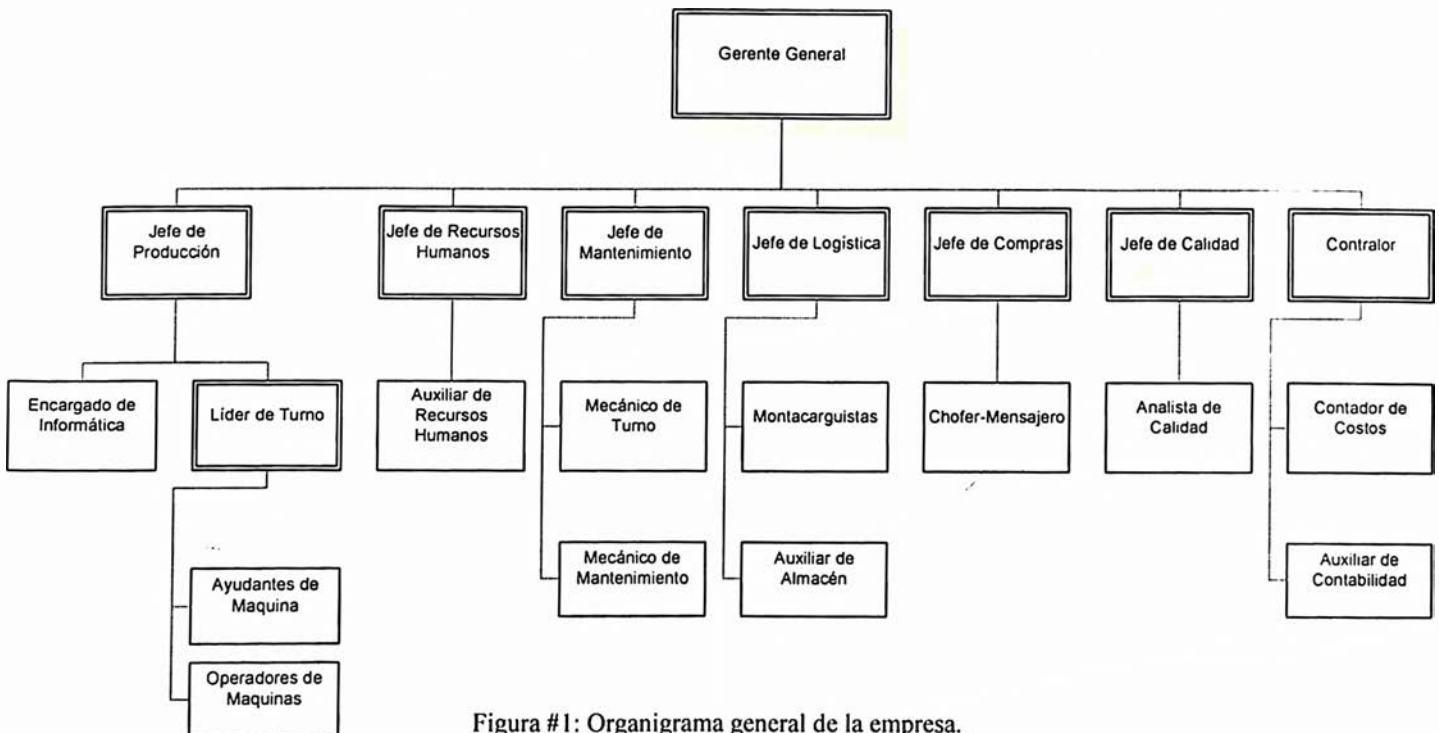 Gerente General
Jefe de
Producción
Jefe de Recursos
Humanos
Jefe de
Mantenimiento
Jefe de Logística
Jefe de Compras
Jefe de Calidad
Contralor
Encargado de
Informática
Líder de Turno
Auxiliar de
Recursos
Humanos
Mecánico de
Turno
Montacarguistas
Chofer-Mensajero
Analista de
Calidad
Contador de
Costos
Ayudantes de
Maquina
Mecánico de
Mantenimiento
Auxiliar de
Almacén
Auxiliar de
Contabilidad
Operadores de
Maquinas
Figura #1: Organigrama general de la empresa.